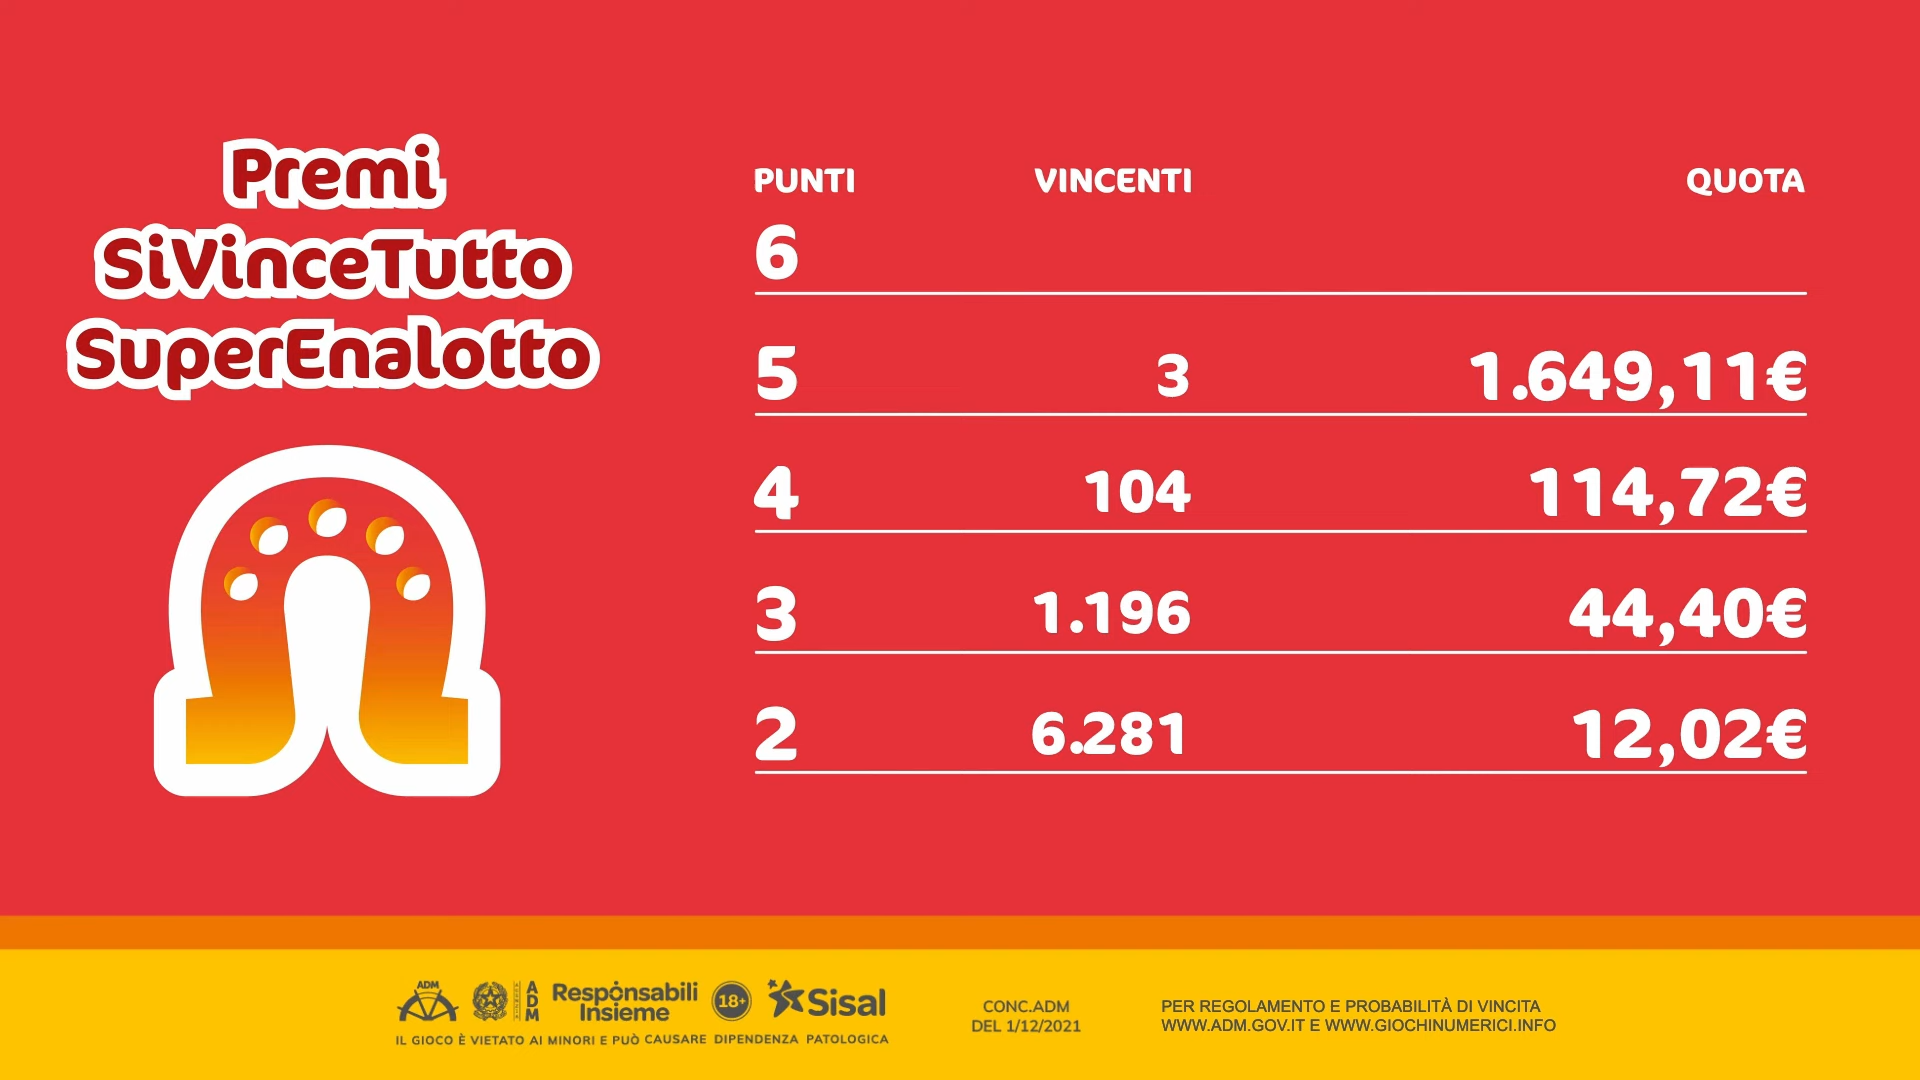 Premi
SiVinceTutto
SuperEnalotto
PUNTI VINCENTI QUOTA
6
5 3 1.649,11€
4 104 114,72€
3 1.196 44,40€
2 6.281 12,02€
ADM
ADM
Responsabili
Insieme
18+
Sisal
IL GIOCO È VIETATO AI MINORI E PUÒ CAUSARE DIPENDENZA PATOLOGICA
CONC.ADM
DEL 1/12/2021
PER REGOLAMENTO E PROBABILITÀ DI VINCITA
WWW.ADM.GOV.IT E WWW.GIOCHINUMERICI.INFO